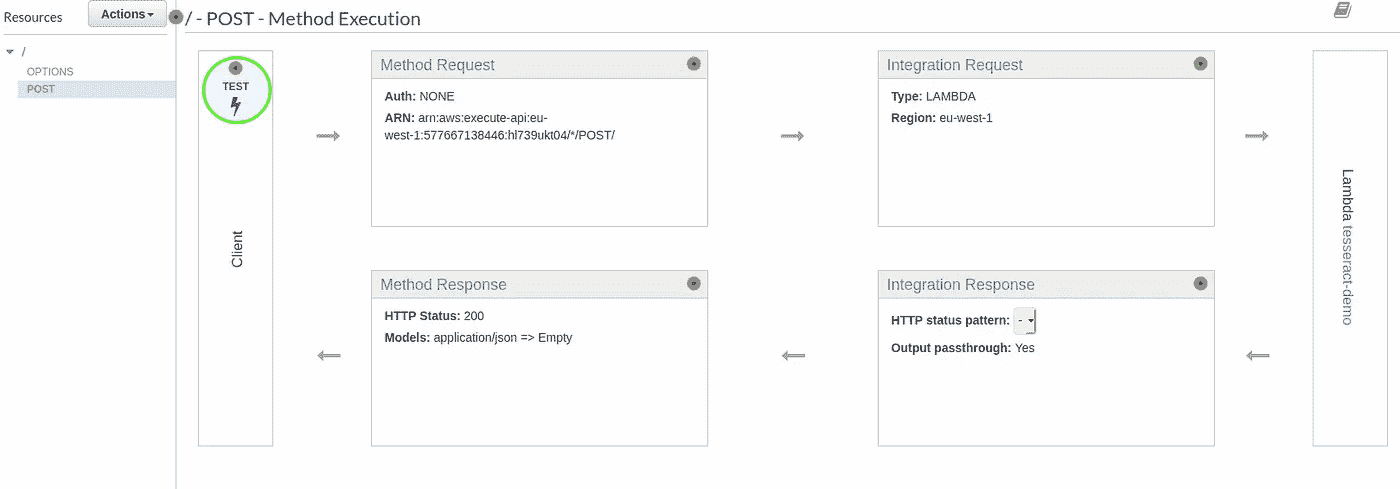 Resources
Actions
/ - POST - Method Execution
/
OPTIONS
POST
TEST
Client
Method Request
Auth: NONE
ARN: arn:aws:execute-api:eu-
west-1:577667138446:hl739ukt04/*/POST/
Integration Request
Type: LAMBDA
Region: eu-west-1
Lambda tesseract-demo
Method Response
HTTP Status: 200
Models: application/json => Empty
Integration Response
HTTP status pattern: -
Output passthrough: Yes